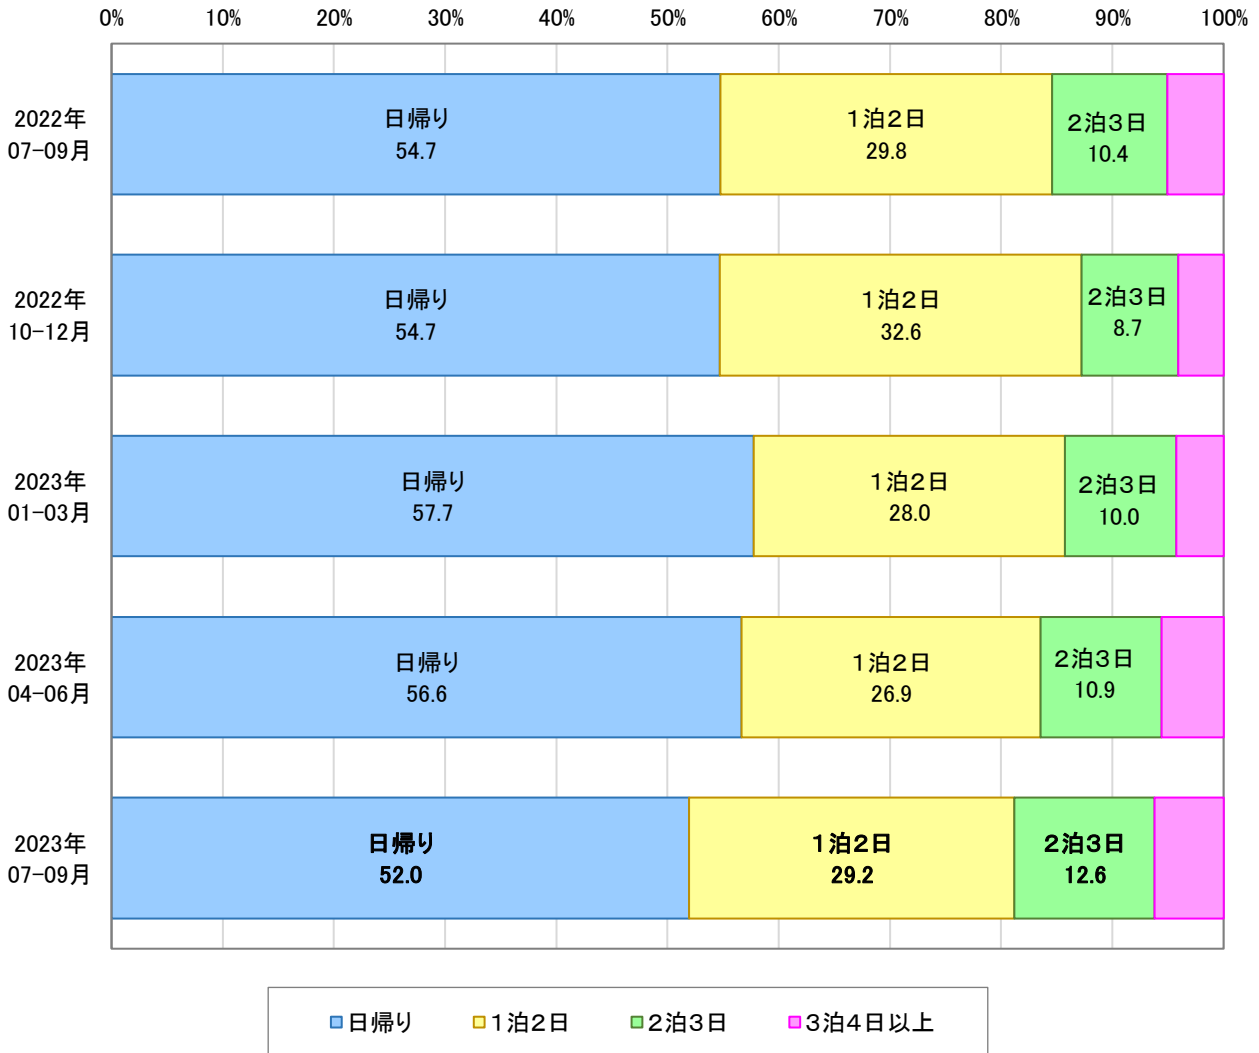 0% 10% 20% 30% 40% 50% 60% 70% 80% 90% 100%
2022年
07-09月
日帰り
54.7
1泊2日
29.8
2泊3日
10.4
2022年
10-12月
日帰り
54.7
1泊2日
32.6
2泊3日
8.7
2023年
01-03月
日帰り
57.7
1泊2日
28.0
2泊3日
10.0
2023年
04-06月
日帰り
56.6
1泊2日
26.9
2泊3日
10.9
2023年
07-09月
日帰り
52.0
1泊2日
29.2
2泊3日
12.6
日帰り 1泊2日 2泊3日 3泊4日以上